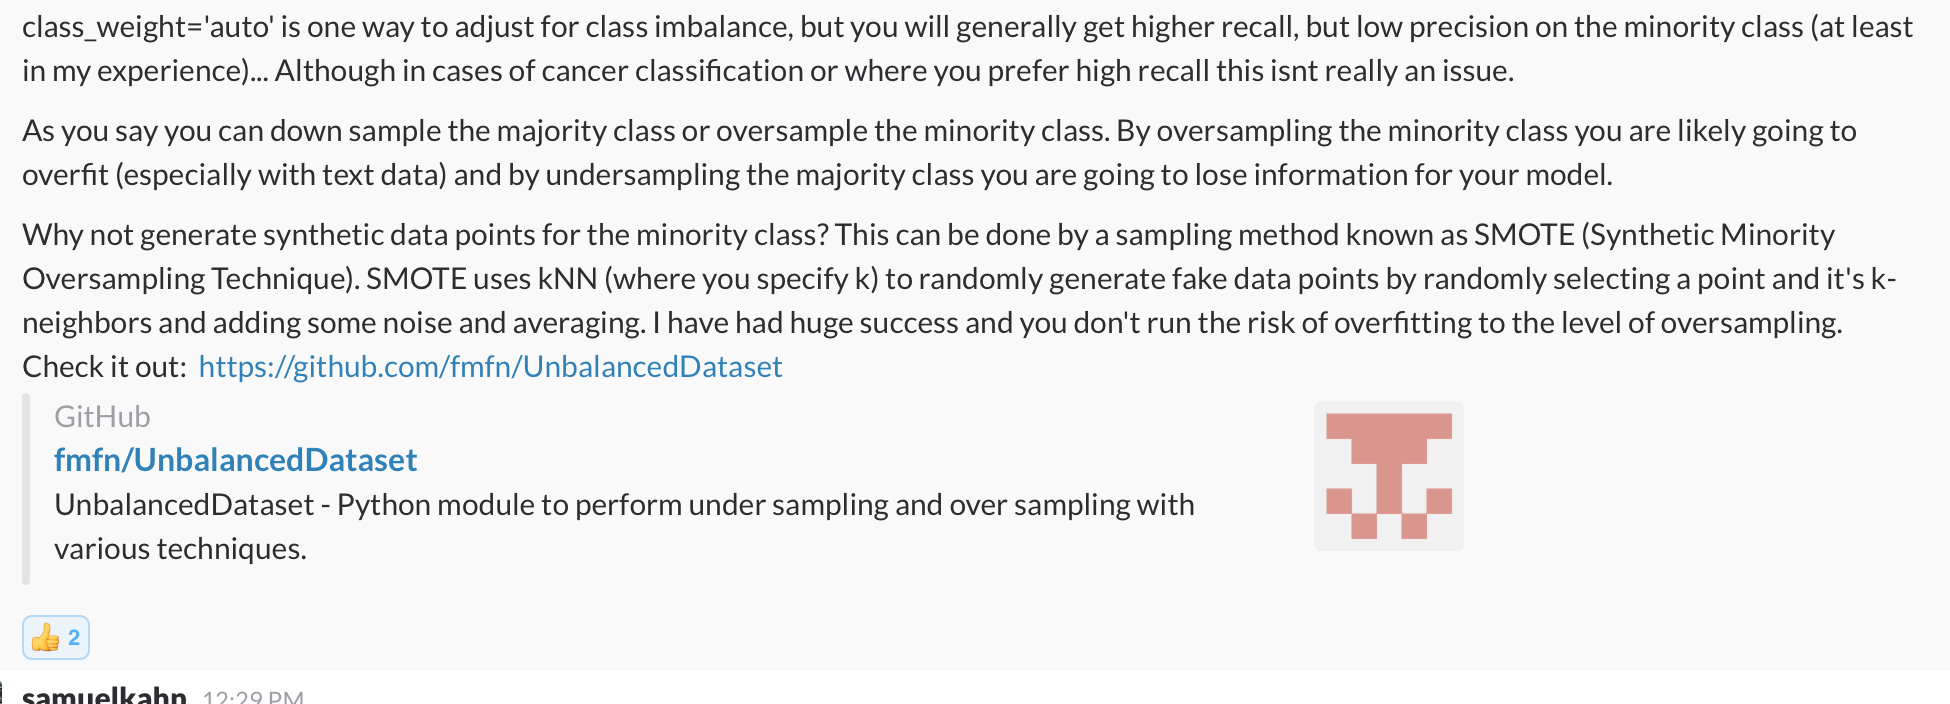 class_weight='auto' is one way to adjust for class imbalance, but you will generally get higher recall, but low precision on the minority class (at least
in my experience)... Although in cases of cancer classification or where you prefer high recall this isnt really an issue.
As you say you can down sample the majority class or oversample the minority class. By oversampling the minority class you are likely going to
overfit (especially with text data) and by undersampling the majority class you are going to lose information for your model.
Why not generate synthetic data points for the minority class? This can be done by a sampling method known as SMOTE (Synthetic Minority
Oversampling Technique). SMOTE uses kNN (where you specify k) to randomly generate fake data points by randomly selecting a point and it's k-
neighbors and adding some noise and averaging. I have had huge success and you don't run the risk of overfitting to the level of oversampling.
Check it out: https://github.com/fmfn/UnbalancedDataset
GitHub
fmfn/UnbalancedDataset
UnbalancedDataset - Python module to perform under sampling and over sampling with
various techniques.
2
samuelkahn 12:29 PM